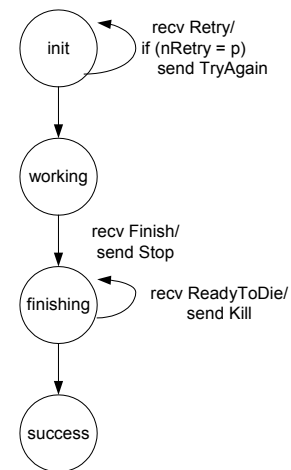 init
recv Retry/
if (nRetry = p)
send TryAgain
working
recv Finish/
send Stop
finishing
recv ReadyToDie/
send Kill
success